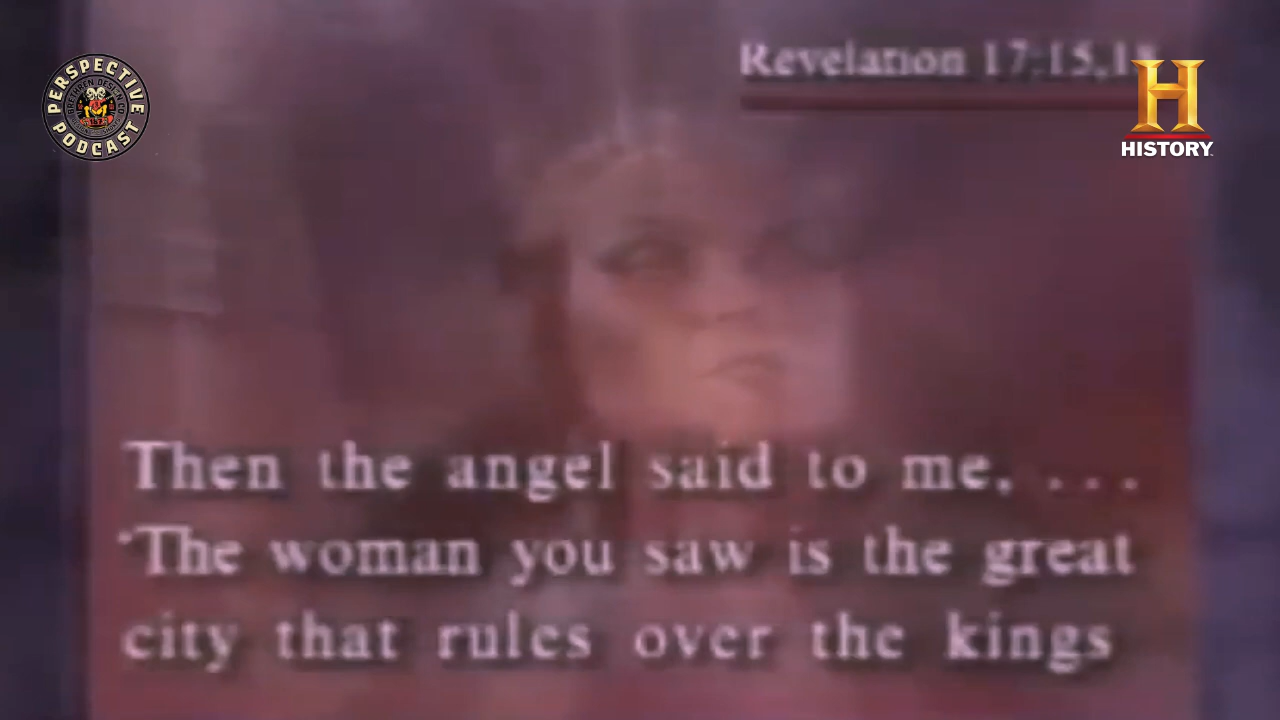 PERSPECTIVE
PODCAST
Revelation 17:15,18
HISTORY
Then the angel said to me, . . .
"The woman you saw is the great
city that rules over the kings